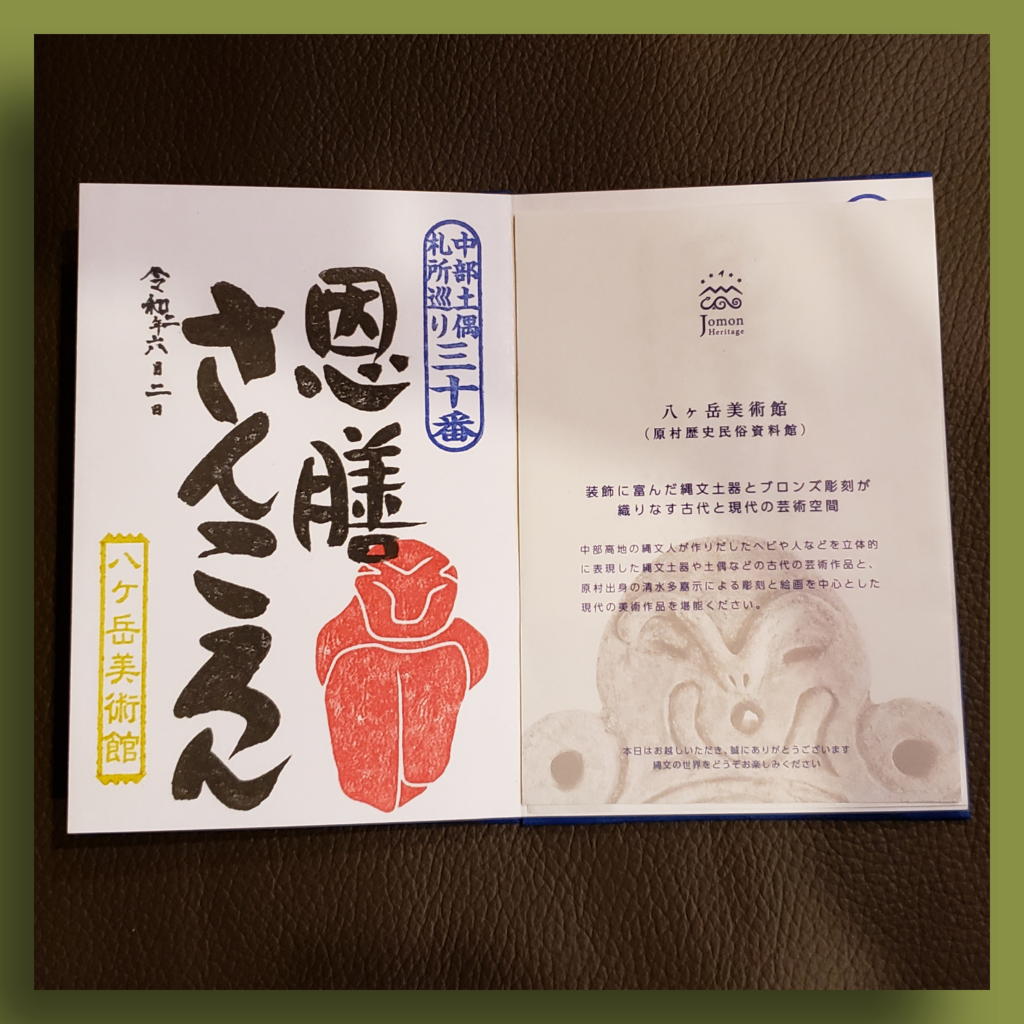 中部土偶
札所巡り
三十番
恩膳
さんころん
令和二年六月二日
八ケ岳美術館
Jomon
Heritage
八ヶ岳美術館
（原村歴史民俗資料館）
装飾に富んだ縄文土器とブロンズ彫刻が
織りなす古代と現代の芸術空間
中部高地の縄文人が作りだしたヘビや人などを立体的
に表現した縄文土器や土偶などの古代の芸術作品と、
原村出身の清水多嘉示による彫刻と絵画を中心とした
現代の美術作品を堪能ください。
本日はお越しいただき、誠にありがとうございます
縄文の世界をどうぞお楽しみください